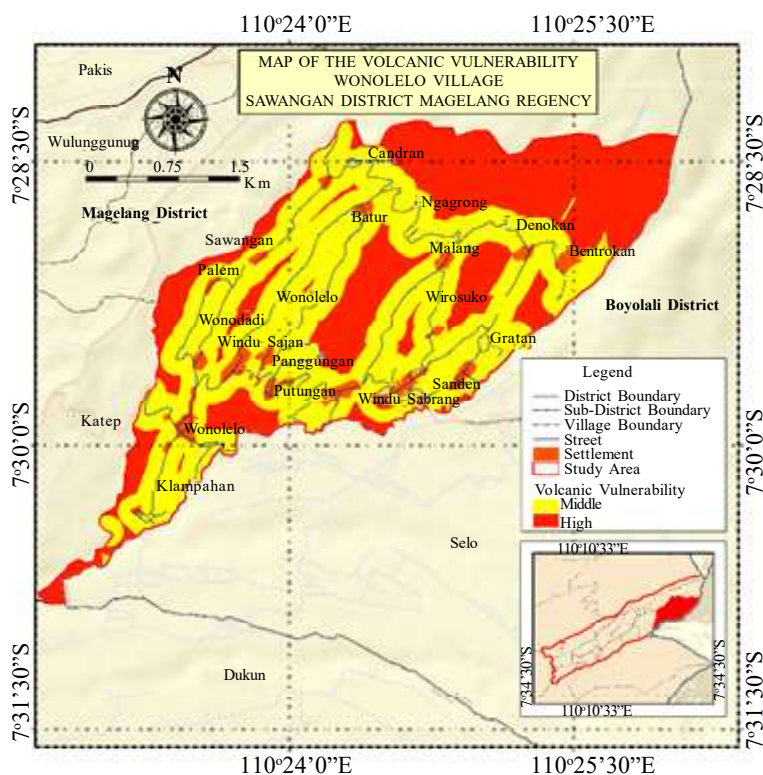 110°24'0"E
110°25'30"E
MAP OF THE VOLCANIC VULNERABILITY
WONOLELO VILLAGE
SAWANGAN DISTRICT MAGELANG REGENCY
Pakis
N
Wulunggunug
0 0.75 1.5
Km
Magelang District
7°28'30"S
7°28'30"S
Candran
Ngagrong
Batur
Denokan
Sawangan
Malang
Bentrokan
Palem
Wonolelo
Wirosuko
Boyolali District
Wonodadi
Windu Sajan
Gratan
Panggungan
Putungan
Sanden
Windu Sabrang
Katep
Wonolelo
7°30'0"S
7°30'0"S
Klampahan
Selo
Dukun
Legend
District Boundary
Sub-District Boundary
Village Boundary
Street
Settlement
Study Area
Volcanic Vulnerability
Middle
High
110°10'33"E
7°34'30"S
7°34'30"S
110°10'33"E
7°31'30"S
7°31'30"S
110°24'0"E
110°25'30"E